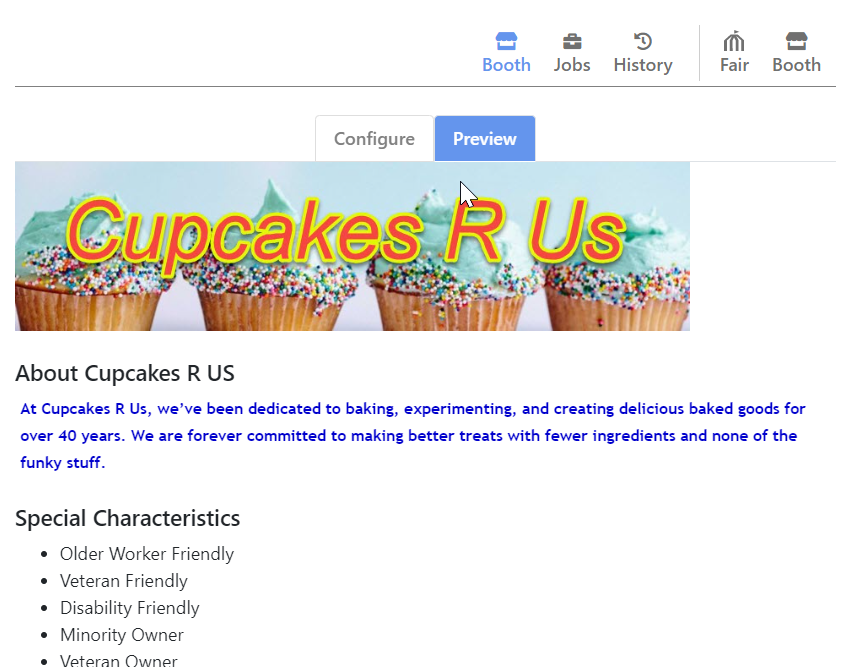 Booth Jobs History Fair Booth
Configure Preview
Cupcakes R Us
About Cupcakes R US
At Cupcakes R Us, we’ve been dedicated to baking, experimenting, and creating delicious baked goods for
over 40 years. We are forever committed to making better treats with fewer ingredients and none of the
funky stuff.
Special Characteristics
Older Worker Friendly
Veteran Friendly
Disability Friendly
Minority Owner
Veteran Owner